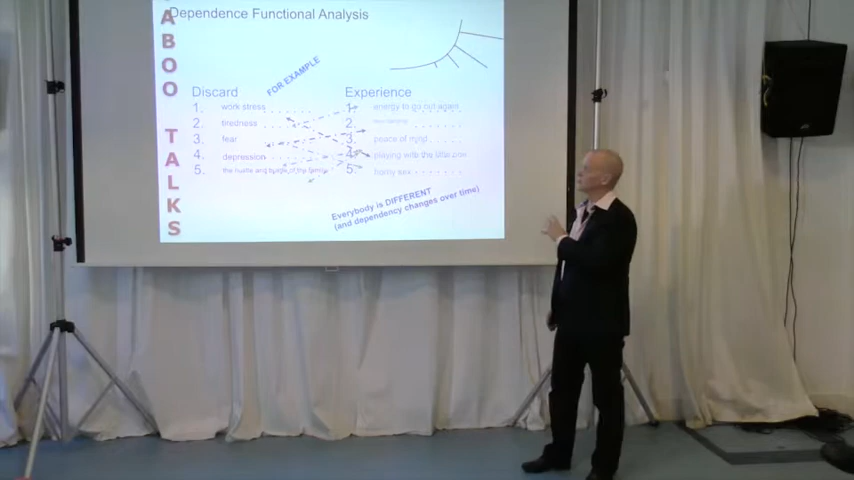 Dependence Functional Analysis
TABOO TALKS
FOR EXAMPLE
Discard
1. work stress
2. tiredness
3. fear
4. depression
5. the hustle and bustle of the family
Experience
1. energy to go out again
2.
3. peace of mind
4. playing with the little one
5. horny sex
Everybody is DIFFERENT
(and dependency changes over time)